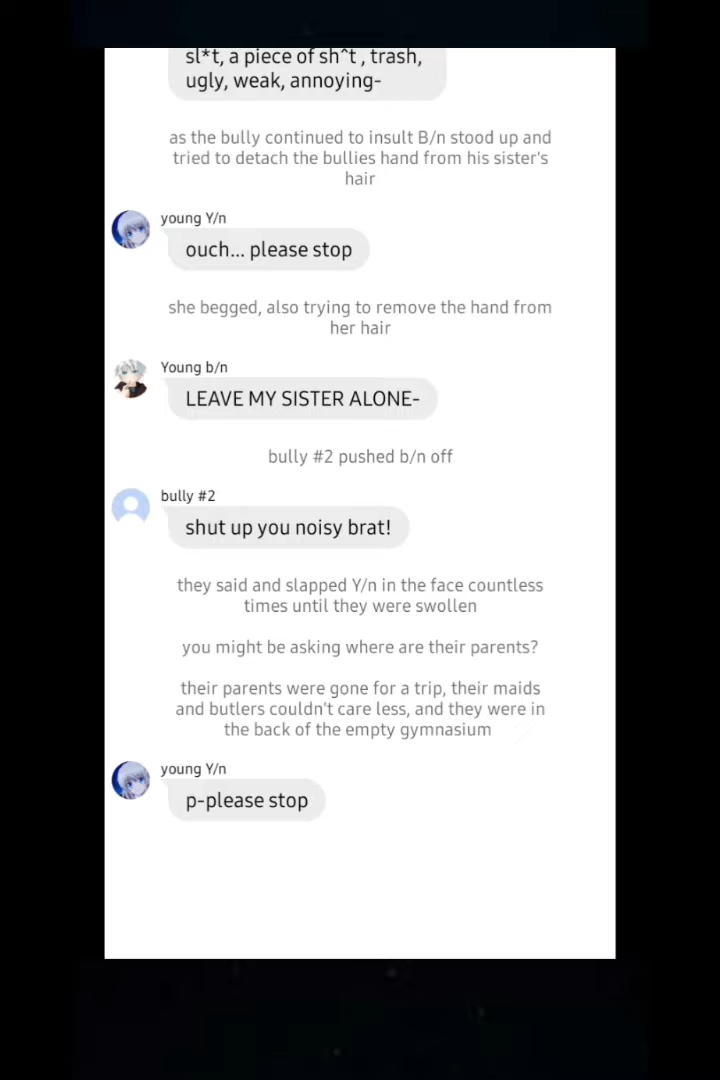 sl*t, a piece of sh^t , trash,
ugly, weak, annoying-
as the bully continued to insult B/n stood up and
tried to detach the bullies hand from his sister's
hair
young Y/n
ouch... please stop
she begged, also trying to remove the hand from
her hair
Young b/n
LEAVE MY SISTER ALONE-
bully #2 pushed b/n off
bully #2
shut up you noisy brat!
they said and slapped Y/n in the face countless
times until they were swollen
you might be asking where are their parents?
their parents were gone for a trip, their maids
and butlers couldn't care less, and they were in
the back of the empty gymnasium
young Y/n
p-please stop